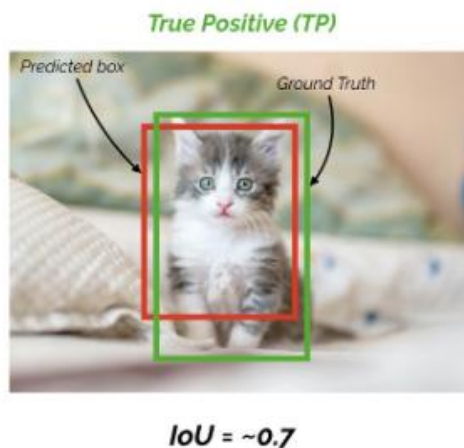 True Positive (TP)
Predicted box
Ground Truth
IoU = ~0.7